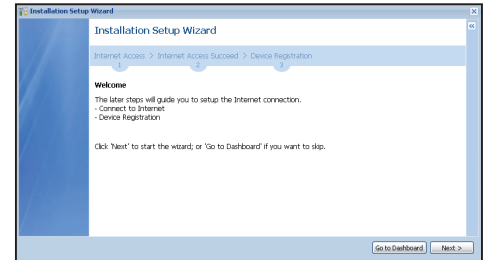 Installation Setup Wizard
Installation Setup Wizard
Internet Access > Internet Access Succeed > Device Registration
1 2 3
Welcome
The later steps will guide you to setup the Internet connection.
- Connect to Internet
- Device Registration
Click 'Next' to start the wizard; or 'Go to Dashboard' if you want to skip.
Go to Dashboard Next >